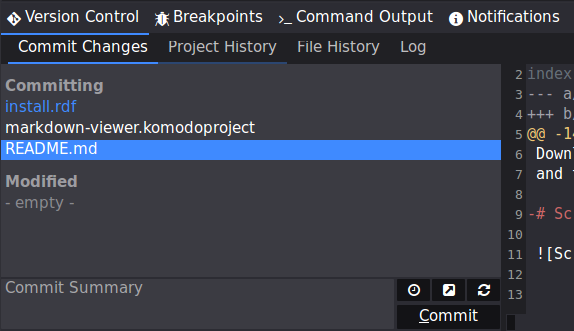 Version Control Breakpoints Command Output Notifications
Commit Changes Project History File History Log
Committing
install.rdf
markdown-viewer.komodoproject
README.md
Modified
- empty -
Commit Summary
Commit
2 index
3 --- a
4 +++ b
5 @@ -1
6 Down
7 and
8
9 -# Sc
10
11 ![Sc
12
13